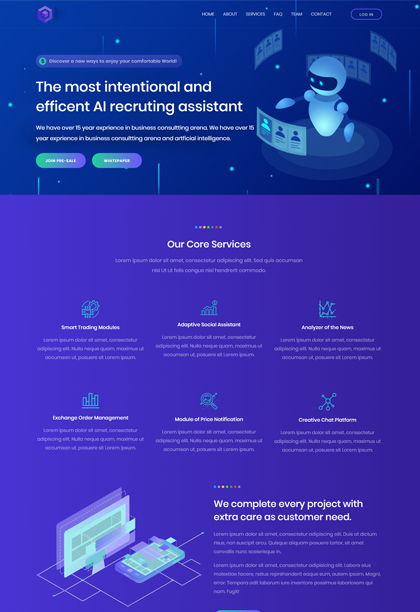 HOME ABOUT SERVICES FAQ TEAM CONTACT LOG IN
Discover a new ways to enjoy your comfortable World!
The most intentional and
efficent AI recruting assistant
We have over 15 year exprience in business consultting arena. We have over 15
year exprience in business consultting arena and artficial intelligence.
JOIN PRE-SALE WHITEPAPER
Our Core Services
Lorem ipsum dolor sit amet, consectetur adipiscing elit. Sed quis accumsan
nisi Ut ut felis congue nisl hendrerit commodo.
Smart Trading Modules
Lorem ipsum dolor sit amet, consectetur
adipiscing elit. Nulla neque quam, maximus ut
accumsan ut, posuere sit Lorem ipsum.
Adaptive Social Assistant
Lorem ipsum dolor sit amet, consectetur
adipiscing elit. Nulla neque quam, maximus ut
accumsan ut, posuere sit Lorem ipsum.
Analyzer of the News
Lorem ipsum dolor sit amet, consectetur
adipiscing elit. Nulla neque quam, maximus ut
accumsan ut, posuere sit Lorem ipsum.
Exchange Order Management
Lorem ipsum dolor sit amet, consectetur
adipiscing elit. Nulla neque quam, maximus ut
accumsan ut, posuere sit Lorem ipsum.
Module of Price Notification
Lorem ipsum dolor sit amet, consectetur
adipiscing elit. Nulla neque quam, maximus ut
accumsan ut, posuere sit Lorem ipsum.
Creative Chat Platform
Lorem ipsum dolor sit amet, consectetur
adipiscing elit. Nulla neque quam, maximus ut
accumsan ut, posuere sit Lorem ipsum.
We complete every project with
extra care as customer need.
Lorem ipsum dolor sit amet, consectetur adipiscing elit. Duis at dictum
risus, non suscipit arcu. Quisque aliquam posuere tortor, sit amet
convallis nunc scelerisque in.
Lorem ipsum dolor sit amet, consectetur adipisicing elit. Labore eius
molestiae facere, natus reprehenderit eaque eum, autem ipsam. Magni,
error. Tempora odit laborum iure inventore possimus laboriosam qui
nam. Fugit!